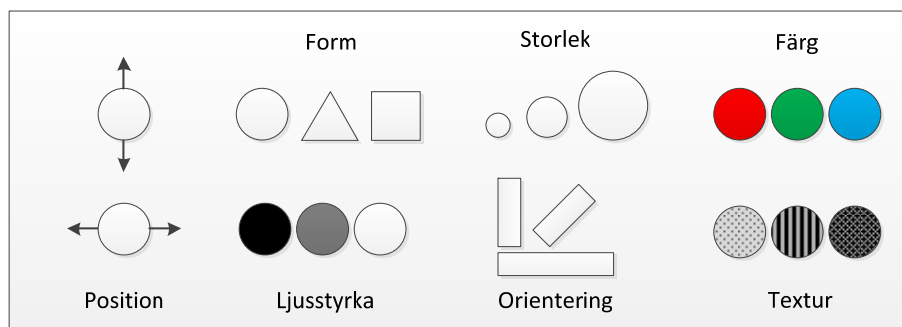 Form
Storlek
Färg
Position
Ljusstyrka
Orientering
Textur